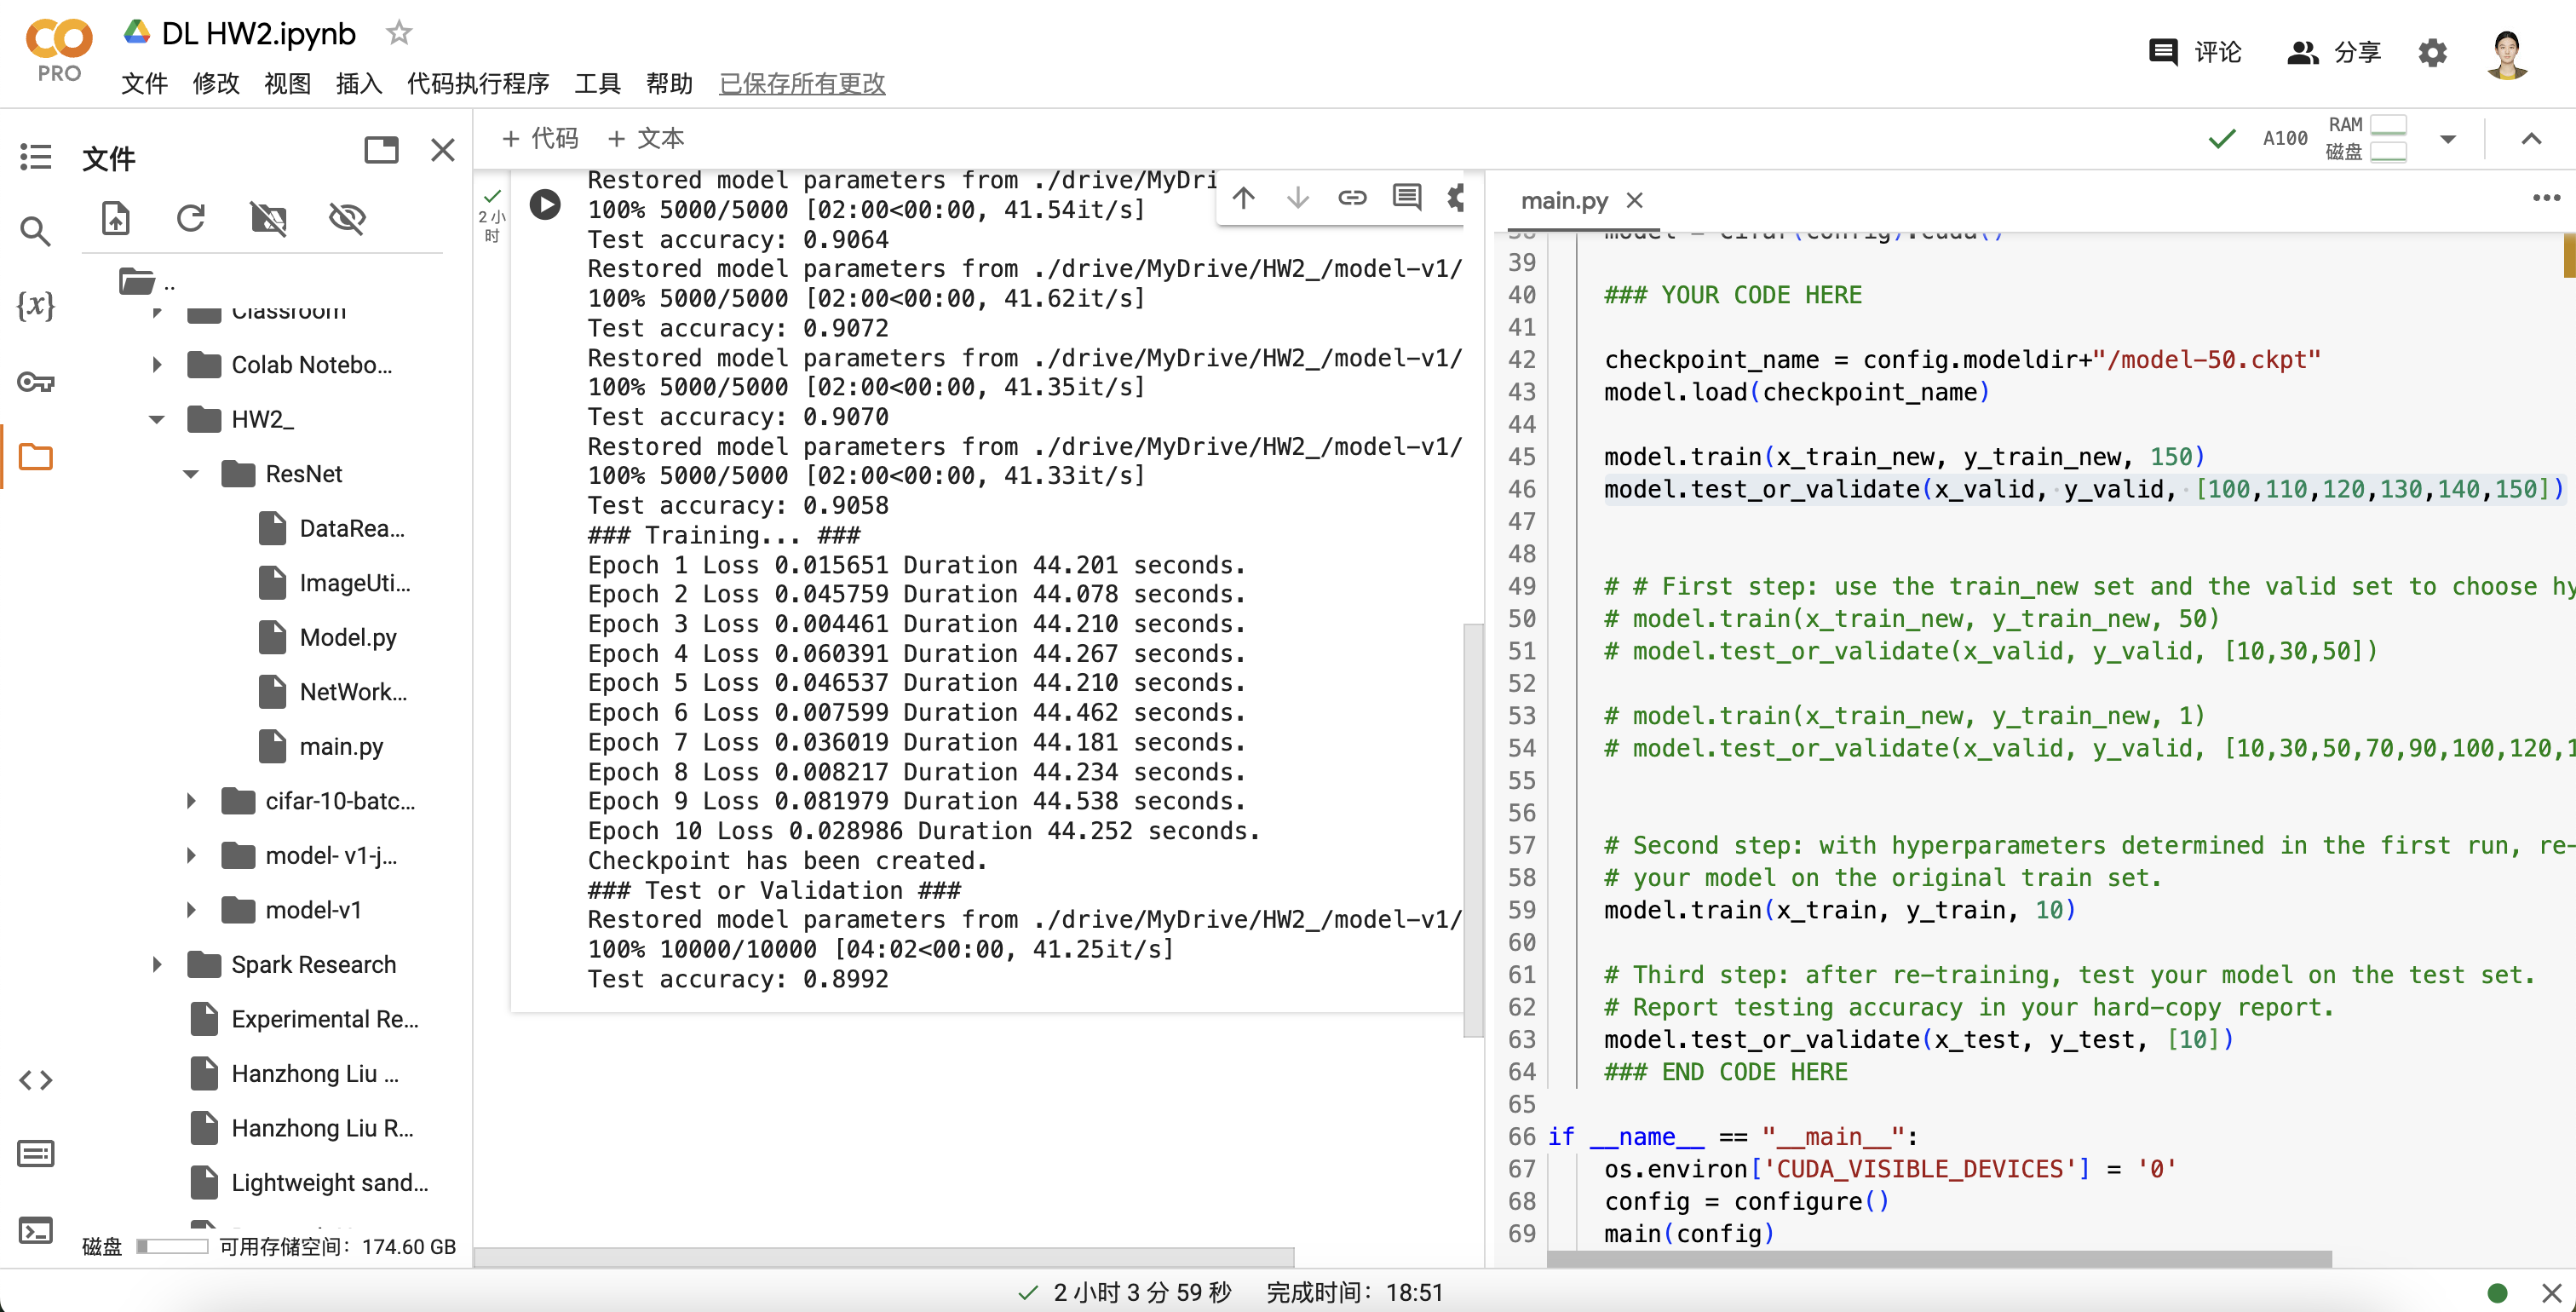 DL HW2.ipynb
PRO
文件 修改 视图 插入 代码执行程序 工具 帮助 已保存所有更改
评论 分享
文件
..
Classroom
Colab Notebo...
HW2_
ResNet
DataRea...
ImageUti...
Model.py
NetWork...
main.py
cifar-10-batc...
model- v1-j...
model-v1
Spark Research
Experimental Re...
Hanzhong Liu ...
Hanzhong Liu R...
Lightweight sand...
磁盘 可用存储空间：174.60 GB
+ 代码 + 文本
A100 RAM
磁盘
2 小
时
Restored model parameters from ./drive/MyDri
100% 5000/5000 [02:00<00:00, 41.54it/s]
Test accuracy: 0.9064
Restored model parameters from ./drive/MyDrive/HW2_/model-v1/
100% 5000/5000 [02:00<00:00, 41.62it/s]
Test accuracy: 0.9072
Restored model parameters from ./drive/MyDrive/HW2_/model-v1/
100% 5000/5000 [02:00<00:00, 41.35it/s]
Test accuracy: 0.9070
Restored model parameters from ./drive/MyDrive/HW2_/model-v1/
100% 5000/5000 [02:00<00:00, 41.33it/s]
Test accuracy: 0.9058
### Training... ###
Epoch 1 Loss 0.015651 Duration 44.201 seconds.
Epoch 2 Loss 0.045759 Duration 44.078 seconds.
Epoch 3 Loss 0.004461 Duration 44.210 seconds.
Epoch 4 Loss 0.060391 Duration 44.267 seconds.
Epoch 5 Loss 0.046537 Duration 44.210 seconds.
Epoch 6 Loss 0.007599 Duration 44.462 seconds.
Epoch 7 Loss 0.036019 Duration 44.181 seconds.
Epoch 8 Loss 0.008217 Duration 44.234 seconds.
Epoch 9 Loss 0.081979 Duration 44.538 seconds.
Epoch 10 Loss 0.028986 Duration 44.252 seconds.
Checkpoint has been created.
### Test or Validation ###
Restored model parameters from ./drive/MyDrive/HW2_/model-v1/
100% 10000/10000 [04:02<00:00, 41.25it/s]
Test accuracy: 0.8992
main.py
38 model = cifar(config).cuda()
39
40 ### YOUR CODE HERE
41
42 checkpoint_name = config.modeldir+"/model-50.ckpt"
43 model.load(checkpoint_name)
44
45 model.train(x_train_new, y_train_new, 150)
46 model.test_or_validate(x_valid, y_valid, [100,110,120,130,140,150])
47
48
49 # # First step: use the train_new set and the valid set to choose hy
50 # model.train(x_train_new, y_train_new, 50)
51 # model.test_or_validate(x_valid, y_valid, [10,30,50])
52
53 # model.train(x_train_new, y_train_new, 1)
54 # model.test_or_validate(x_valid, y_valid, [10,30,50,70,90,100,120,1
55
56
57 # Second step: with hyperparameters determined in the first run, re-
58 # your model on the original train set.
59 model.train(x_train, y_train, 10)
60
61 # Third step: after re-training, test your model on the test set.
62 # Report testing accuracy in your hard-copy report.
63 model.test_or_validate(x_test, y_test, [10])
64 ### END CODE HERE
65
66 if __name__ == "__main__":
67 os.environ['CUDA_VISIBLE_DEVICES'] = '0'
68 config = configure()
69 main(config)
2 小时 3 分 59 秒 完成时间：18:51